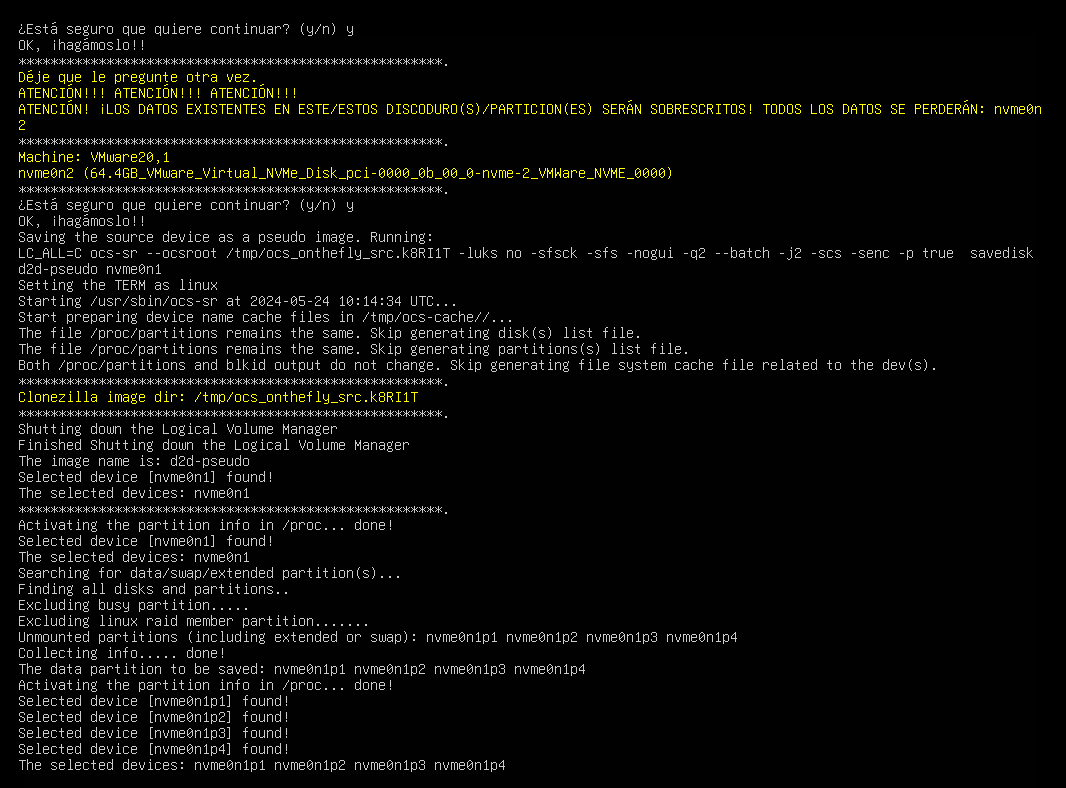 ¿Está seguro que quiere continuar? (y/n) y
OK, ¡hagámoslo!!
*****************************************************.
Déje que le pregunte otra vez.
ATENCIÓN!!! ATENCIÓN!!! ATENCIÓN!!!
ATENCIÓN! ¡LOS DATOS EXISTENTES EN ESTE/ESTOS DISCODURO(S)/PARTICION(ES) SERÁN SOBRESCRITOS! TODOS LOS DATOS SE PERDERÁN: nvme0n
2
*****************************************************.
Machine: VMware20,1
nvme0n2 (64.4GB_VMware_Virtual_NVMe_Disk_pci-0000_0b_00_0-nvme-2_VMWare_NVME_0000)
*****************************************************.
¿Está seguro que quiere continuar? (y/n) y
OK, ¡hagámoslo!!
Saving the source device as a pseudo image. Running:
LC_ALL=C ocs-sr --ocsroot /tmp/ocs_onthefly_src.k8RI1T -luks no -sfsck -sfs -nogui -q2 --batch -j2 -scs -senc -p true  savedisk
d2d-pseudo nvme0n1
Setting the TERM as linux
Starting /usr/sbin/ocs-sr at 2024-05-24 10:14:34 UTC...
Start preparing device name cache files in /tmp/ocs-cache//...
The file /proc/partitions remains the same. Skip generating disk(s) list file.
The file /proc/partitions remains the same. Skip generating partitions(s) list file.
Both /proc/partitions and blkid output do not change. Skip generating file system cache file related to the dev(s).
*****************************************************.
Clonezilla image dir: /tmp/ocs_onthefly_src.k8RI1T
*****************************************************.
Shutting down the Logical Volume Manager
Finished Shutting down the Logical Volume Manager
The image name is: d2d-pseudo
Selected device [nvme0n1] found!
The selected devices: nvme0n1
*****************************************************.
Activating the partition info in /proc... done!
Selected device [nvme0n1] found!
The selected devices: nvme0n1
Searching for data/swap/extended partition(s)...
Finding all disks and partitions..
Excluding busy partition.....
Excluding linux raid member partition.......
Unmounted partitions (including extended or swap): nvme0n1p1 nvme0n1p2 nvme0n1p3 nvme0n1p4
Collecting info..... done!
The data partition to be saved: nvme0n1p1 nvme0n1p2 nvme0n1p3 nvme0n1p4
Activating the partition info in /proc... done!
Selected device [nvme0n1p1] found!
Selected device [nvme0n1p2] found!
Selected device [nvme0n1p3] found!
Selected device [nvme0n1p4] found!
The selected devices: nvme0n1p1 nvme0n1p2 nvme0n1p3 nvme0n1p4